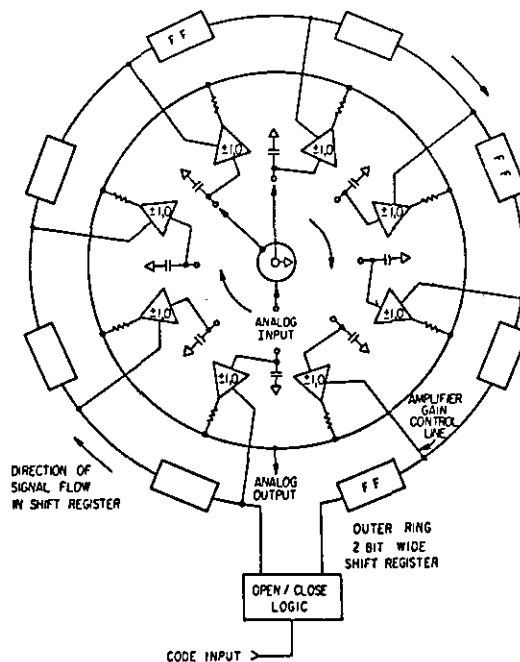 F F
F F
±1,0
±1,0
±1,0
±1,0
±1,0
±1,0
±1,0
±1,0
ANALOG
INPUT
AMPLIFIER
GAIN
CONTROL
LINE
DIRECTION OF
SIGNAL FLOW
IN SHIFT REGISTER
ANALOG
OUTPUT
F F
OUTER RING
2 BIT WIDE
SHIFT REGISTER
OPEN / CLOSE
LOGIC
CODE INPUT